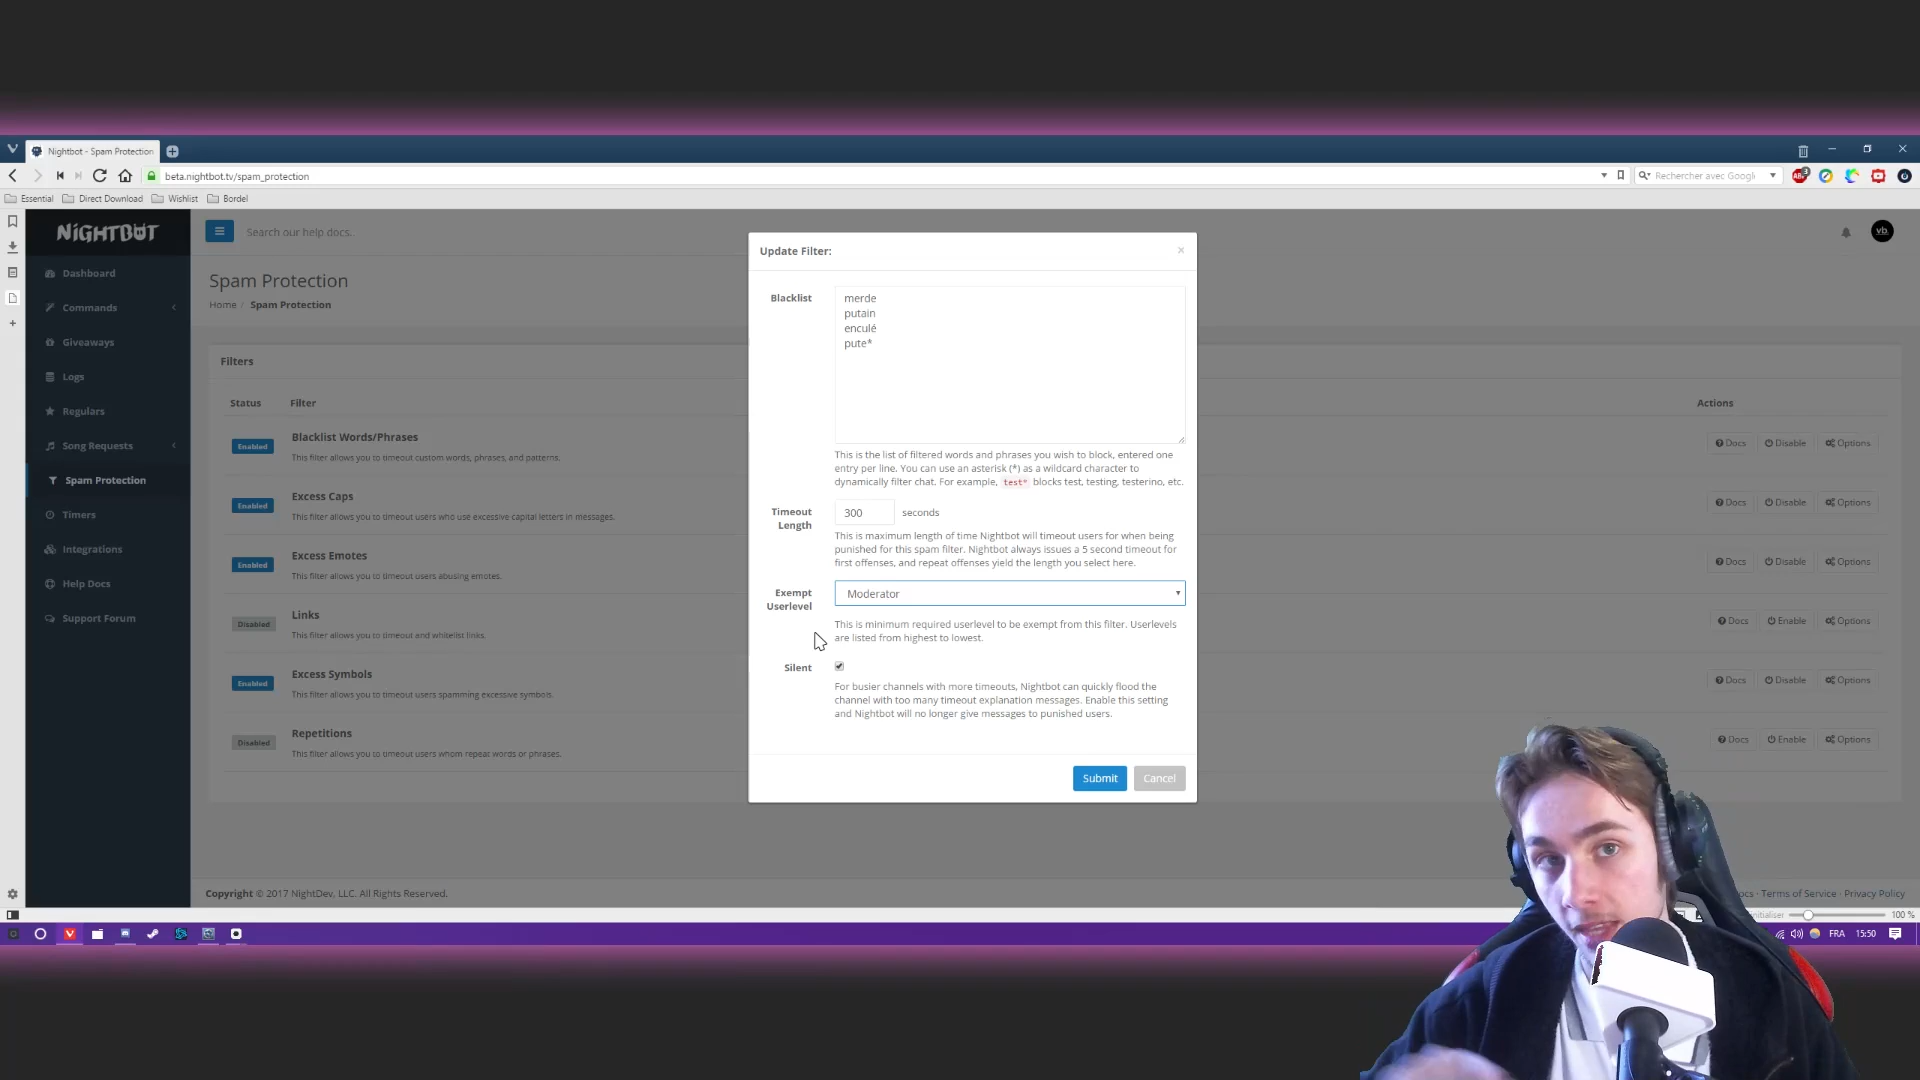 Nightbot - Spam Protection
beta.nightbot.tv/spam_protection
Rechercher avec Googl
Essential
Direct Download
Wishlist
Bordel
NIGHTBOT
Search our help docs..
vb.
Dashboard
Commands
Giveaways
Logs
Regulars
Song Requests
Spam Protection
Timers
Integrations
Help Docs
Support Forum
Spam Protection
Home / Spam Protection
Filters
Status
Filter
Actions
Enabled
Blacklist Words/Phrases
This filter allows you to timeout custom words, phrases, and patterns.
Docs
Disable
Options
Enabled
Excess Caps
This filter allows you to timeout users who use excessive capital letters in messages.
Docs
Disable
Options
Enabled
Excess Emotes
This filter allows you to timeout users abusing emotes.
Docs
Disable
Options
Disabled
Links
This filter allows you to timeout and whitelist links.
Docs
Enable
Options
Enabled
Excess Symbols
This filter allows you to timeout users spamming excessive symbols.
Docs
Disable
Options
Disabled
Repetitions
This filter allows you to timeout users whom repeat words or phrases.
Docs
Enable
Options
Update Filter:
×
Blacklist
merde
putain
enculé
pute*
This is the list of filtered words and phrases you wish to block, entered one
entry per line. You can use an asterisk (*) as a wildcard character to
dynamically filter chat. For example, test* blocks test, testing, testerino, etc.
Timeout
Length
300
seconds
This is maximum length of time Nightbot will timeout users for when being
punished for this spam filter. Nightbot always issues a 5 second timeout for
first offenses, and repeat offenses yield the length you select here.
Exempt
Userlevel
Moderator
This is minimum required userlevel to be exempt from this filter. Userlevels
are listed from highest to lowest.
Silent
For busier channels with more timeouts, Nightbot can quickly flood the
channel with too many timeout explanation messages. Enable this setting
and Nightbot will no longer give messages to punished users.
Submit
Cancel
Copyright © 2017 NightDev, LLC. All Rights Reserved.
Terms of Service - Privacy Policy
100 %
FRA
15:50